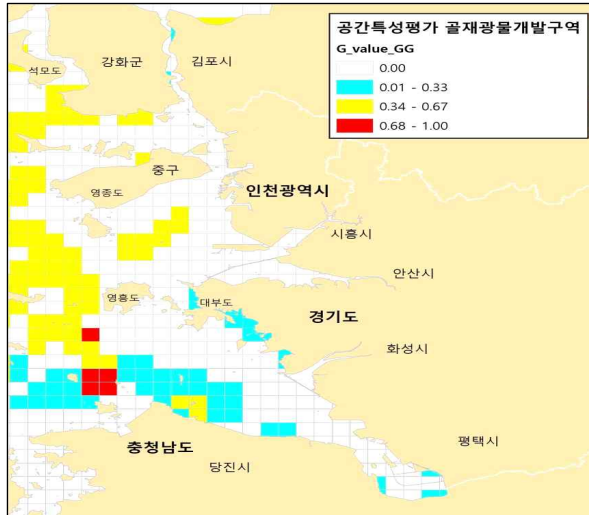 공간특성평가 골재광물개발구역
G_value_GG
0.00
0.01 - 0.33
0.34 - 0.67
0.68 - 1.00
강화군
김포시
석모도
중구
영종도
인천광역시
시흥시
안산시
영흥도
대부도
경기도
화성시
충청남도
당진시
평택시